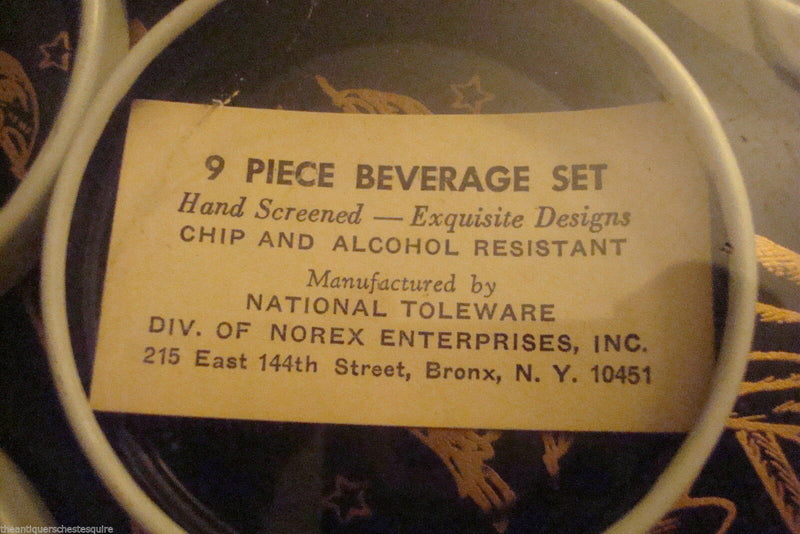 9 PIECE BEVERAGE SET
Hand Screened — Exquisite Designs
CHIP AND ALCOHOL RESISTANT
Manufactured by
NATIONAL TOLEWARE
DIV. OF NOREX ENTERPRISES, INC.
215 East 144th Street, Bronx, N. Y. 10451
theantiquerschestesquire